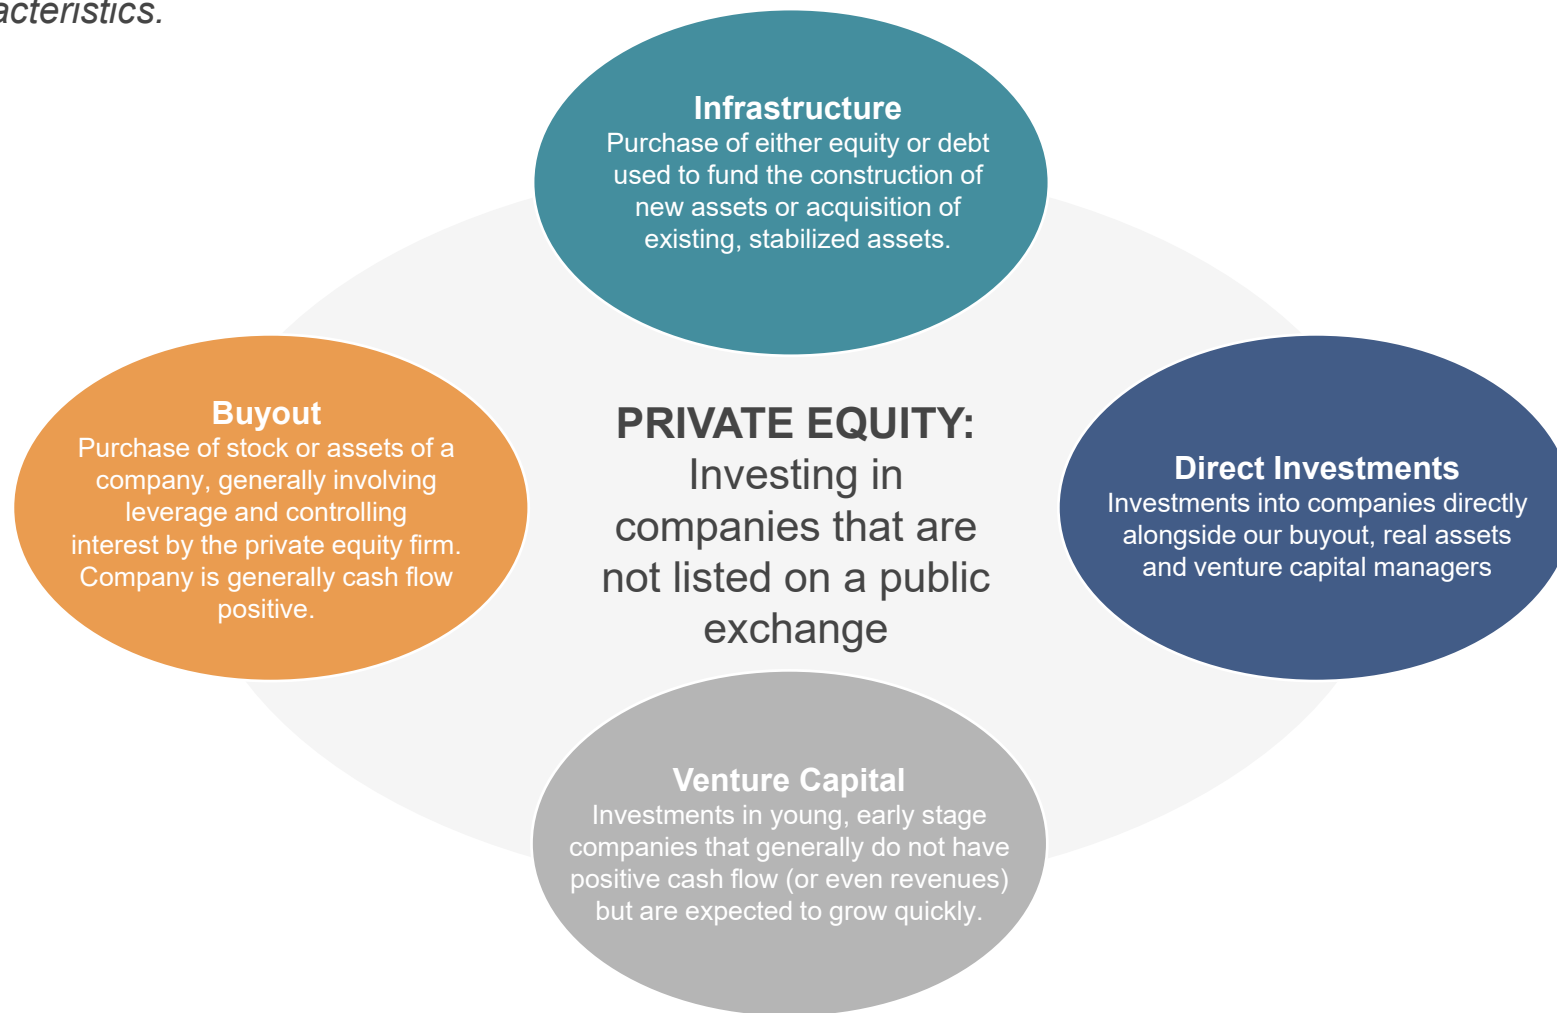 acteristics.
Infrastructure
Purchase of either equity or debt
used to fund the construction of
new assets or acquisition of
existing, stabilized assets.
Buyout
Purchase of stock or assets of a
company, generally involving
leverage and controlling
interest by the private equity firm.
Company is generally cash flow
positive.
PRIVATE EQUITY:
Investing in
companies that are
not listed on a public
exchange
Direct Investments
Investments into companies directly
alongside our buyout, real assets
and venture capital managers
Venture Capital
Investments in young, early stage
companies that generally do not have
positive cash flow (or even revenues)
but are expected to grow quickly.